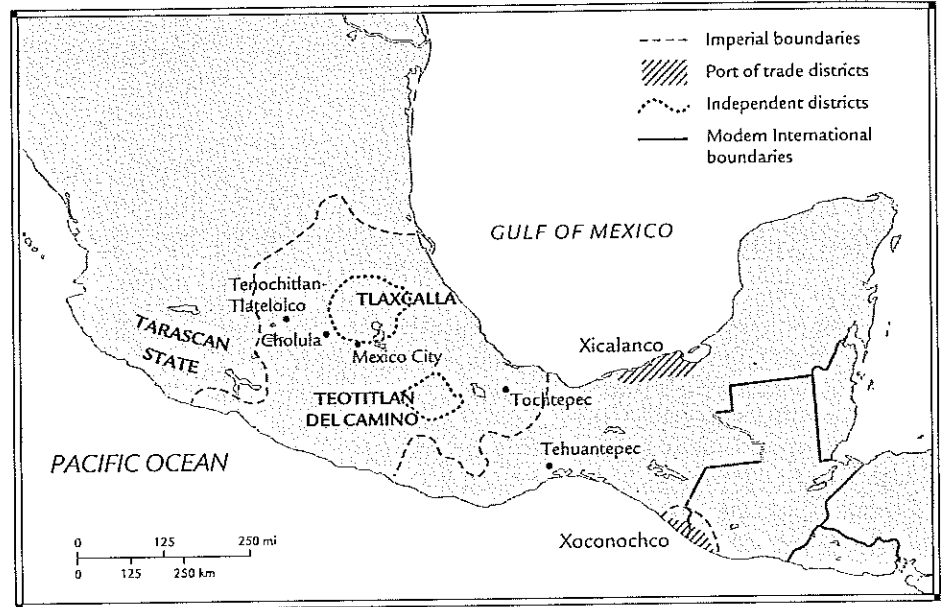 Imperial boundaries
Port of trade districts
Independent districts
Modern International
boundaries
GULF OF MEXICO
Tenochitlan-
Tlatelolco
TLAXCALLA
TARASCAN
STATE
Cholula
Mexico City
Xicalanco
TEOTITLAN
DEL CAMINO
Tochtepec
Tehuantepec
PACIFIC OCEAN
Xoconochco
0 125 250 mi
0 125 250 km